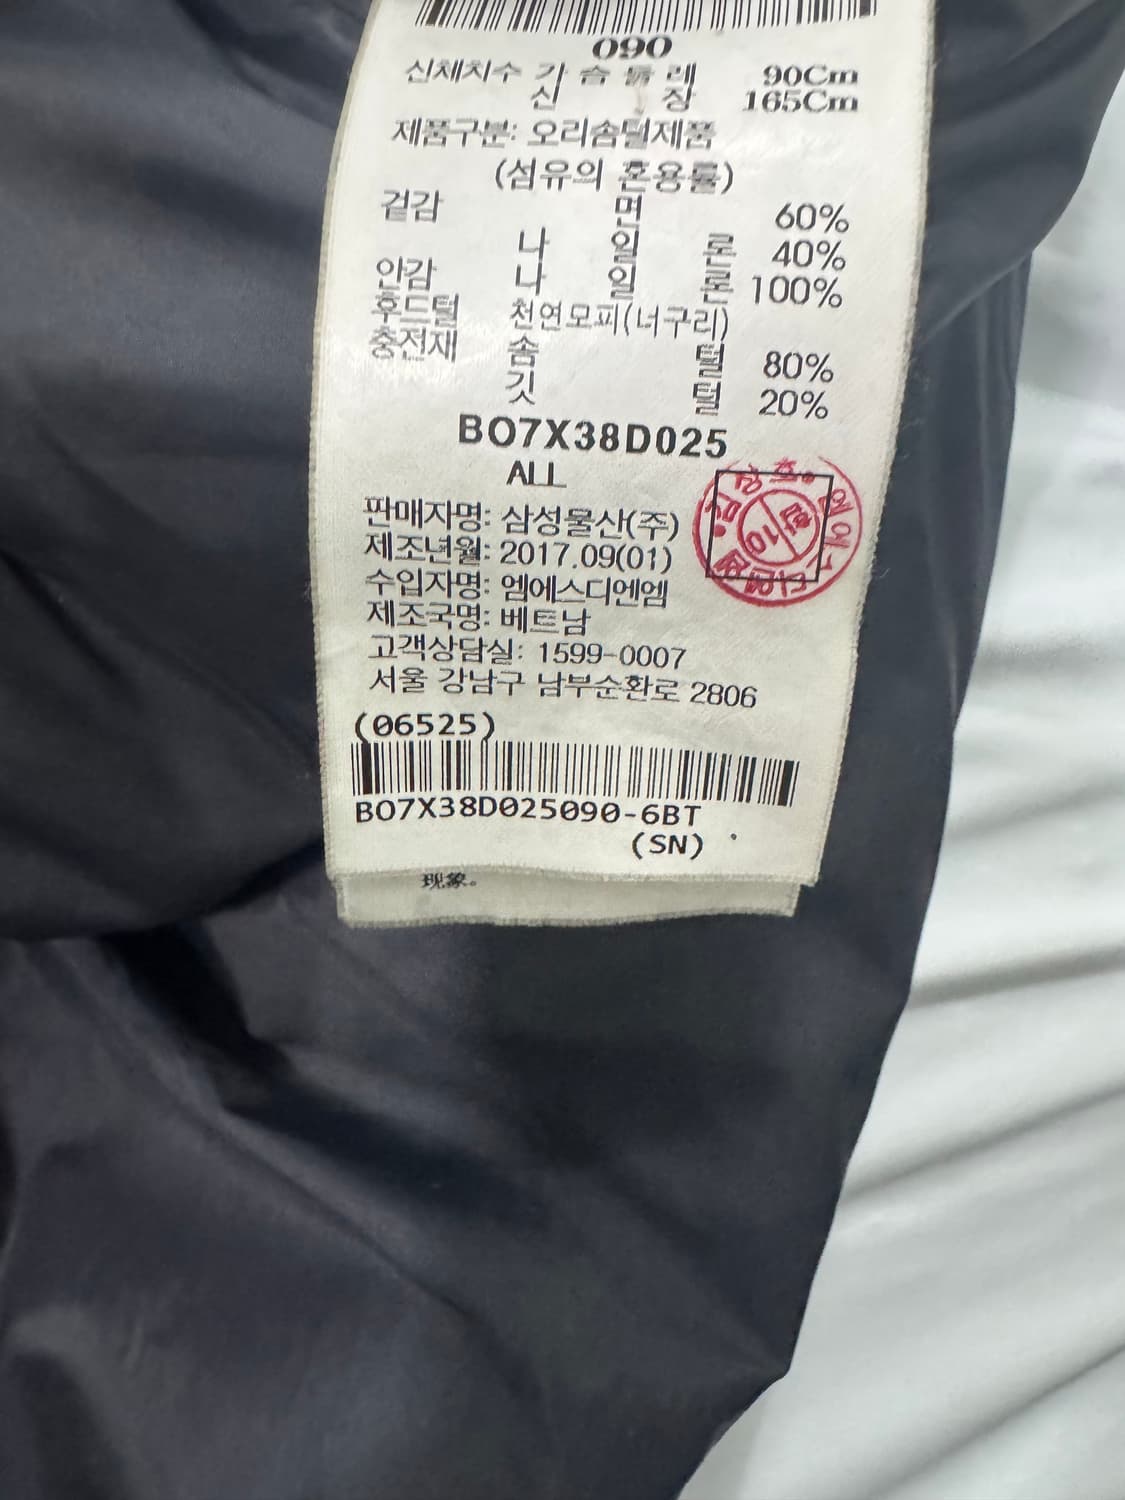 090
신체치수 가슴둘레 90Cm
신장 165Cm
제품구분: 오리솜털제품
(섬유의 혼용률)
겉감 면 60%
나일론 40%
안감 나일론 100%
후드털 천연모피(너구리)
충전재 솜털 80%
깃털 20%
BO7X38D025
ALL
판매자명: 삼성물산(주)
제조년월: 2017.09(01)
수입자명: 엠에스디엔엠
제조국명: 베트남
고객상담실: 1599-0007
서울 강남구 남부순환로 2806
(06525)
BO7X38D025090-6BT
(SN)
现象。
합
10